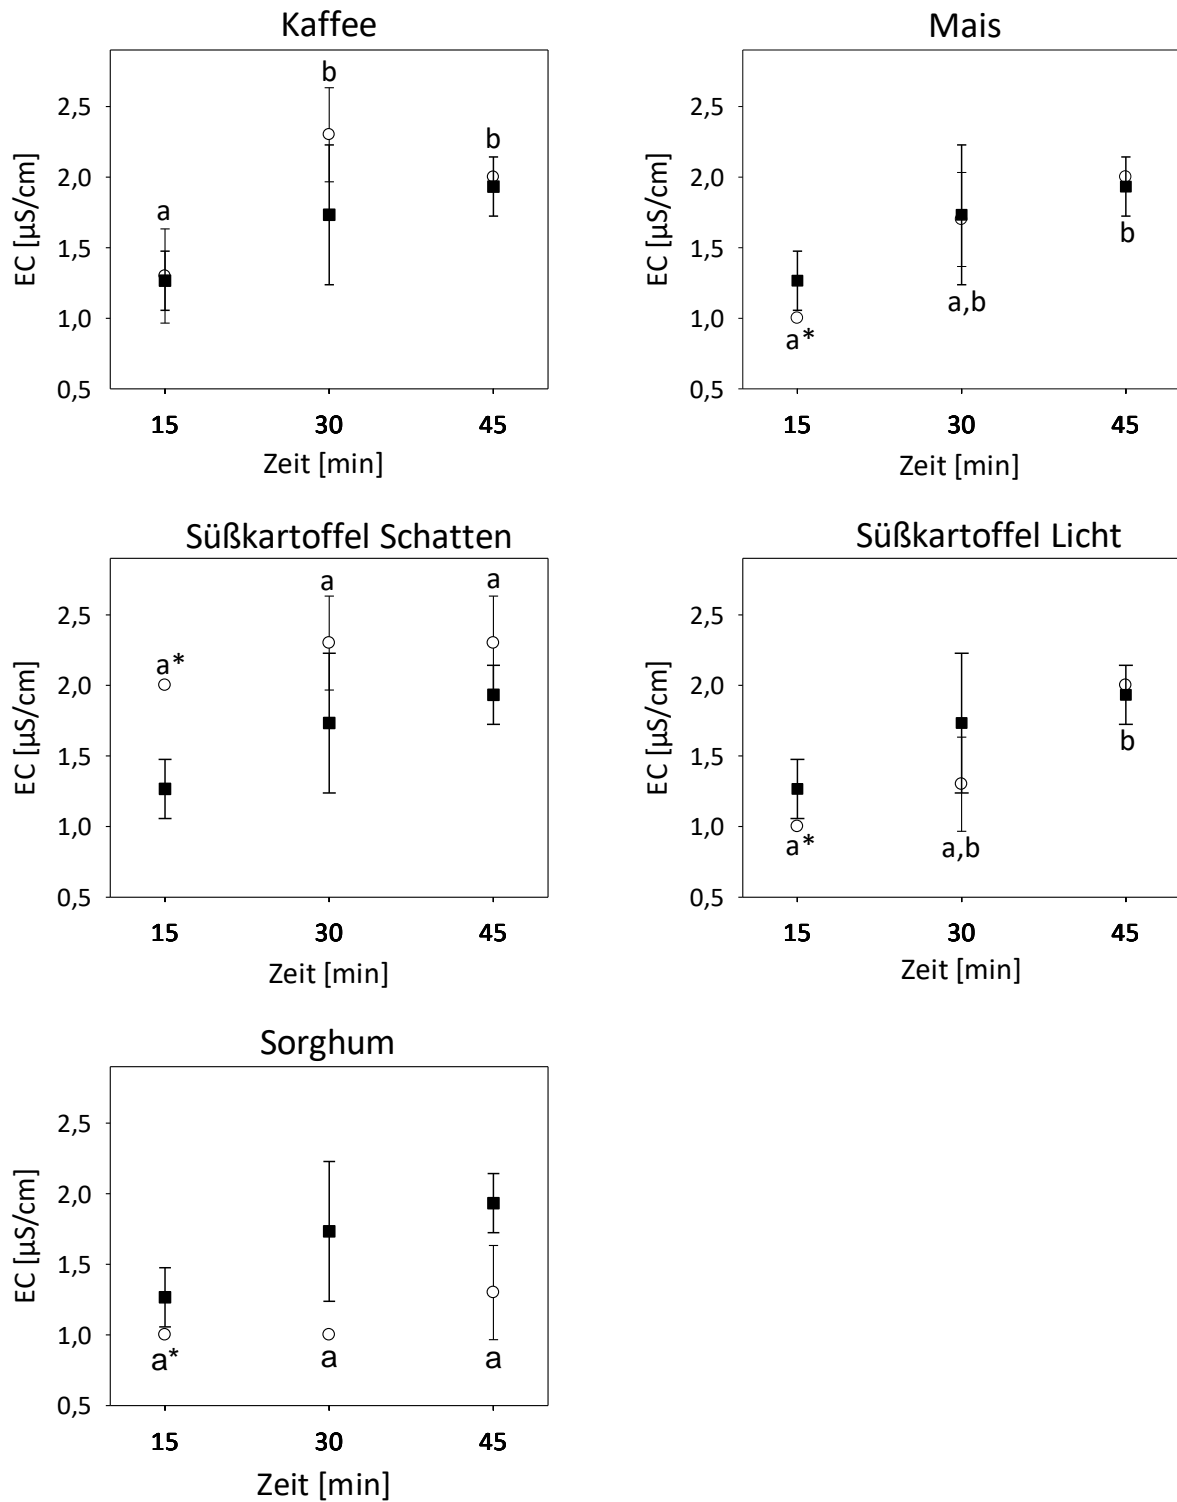 Kaffee
b
2,5
b
2,0
a
1,5
1,0
0,5
EC [µS/cm]
15 30 45
Zeit [min]
Mais
2,5
2,0
b
1,5
a,b
1,0
a*
0,5
EC [µS/cm]
15 30 45
Zeit [min]
Süßkartoffel Schatten
a a
2,5
a*
2,0
1,5
1,0
0,5
EC [µS/cm]
15 30 45
Zeit [min]
Süßkartoffel Licht
2,5
2,0
b
1,5
1,0
a* a,b
0,5
EC [µS/cm]
15 30 45
Zeit [min]
Sorghum
2,5
2,0
1,5
1,0
a* a a
0,5
EC [µS/cm]
15 30 45
Zeit [min]